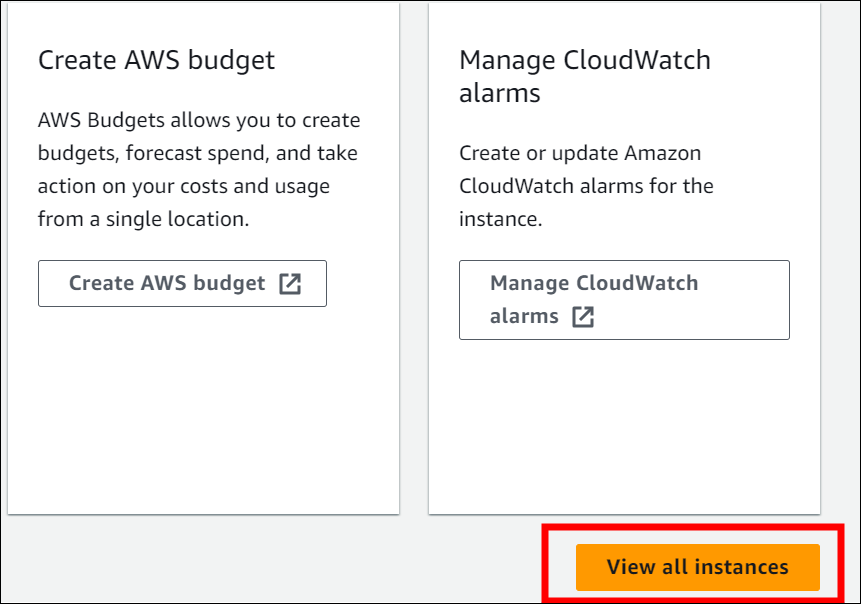 Create AWS budget
AWS Budgets allows you to create
budgets, forecast spend, and take
action on your costs and usage
from a single location.
Create AWS budget
Manage CloudWatch
alarms
Create or update Amazon
CloudWatch alarms for the
instance.
Manage CloudWatch
alarms
View all instances